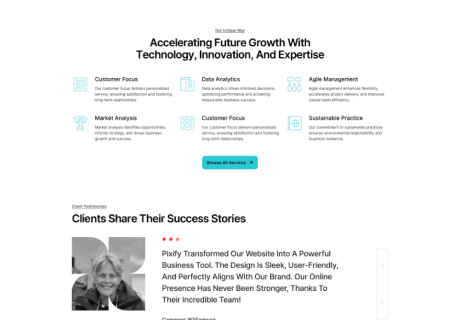 Our Unique Way
Accelerating Future Growth With
Technology, Innovation, And Expertise
Customer Focus
Our customer focus delivers personalized
service, ensuring satisfaction and fostering
long-term relationships.
Data Analytics
Data analytics drives informed decisions,
optimizing performance and achieving
measurable business success.
Agile Management
Agile management enhances flexibility,
accelerates project delivery, and improves
overall team efficiency.
Market Analysis
Market analysis identifies opportunities,
informs strategy, and drives business
growth and success.
Customer Focus
Our customer focus delivers personalized
service, ensuring satisfaction and fostering
long-term relationships.
Sustainable Practice
Our commitment to sustainable practices
ensures environmental responsibility and
business resilience.
Browse All Services
Client Testimonials
Clients Share Their Success Stories
Pixify Transformed Our Website Into A Powerful
Business Tool. The Design Is Sleek, User-Friendly,
And Perfectly Aligns With Our Brand. Our Online
Presence Has Never Been Stronger, Thanks To
Their Incredible Team!
Cameron Williamson